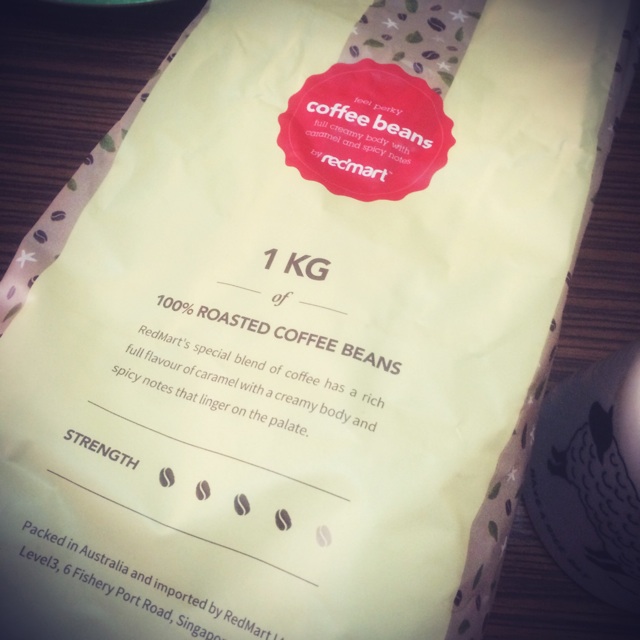 feel perky
coffee beans
full creamy body with
caramel and spicy notes
by redmart
1 KG
of
100% ROASTED COFFEE BEANS
RedMart's special blend of coffee has a rich
full flavour of caramel with a creamy body and
spicy notes that linger on the palate.
STRENGTH
Packed in Australia and imported by RedMart
Level3, 6 Fishery Port Road,